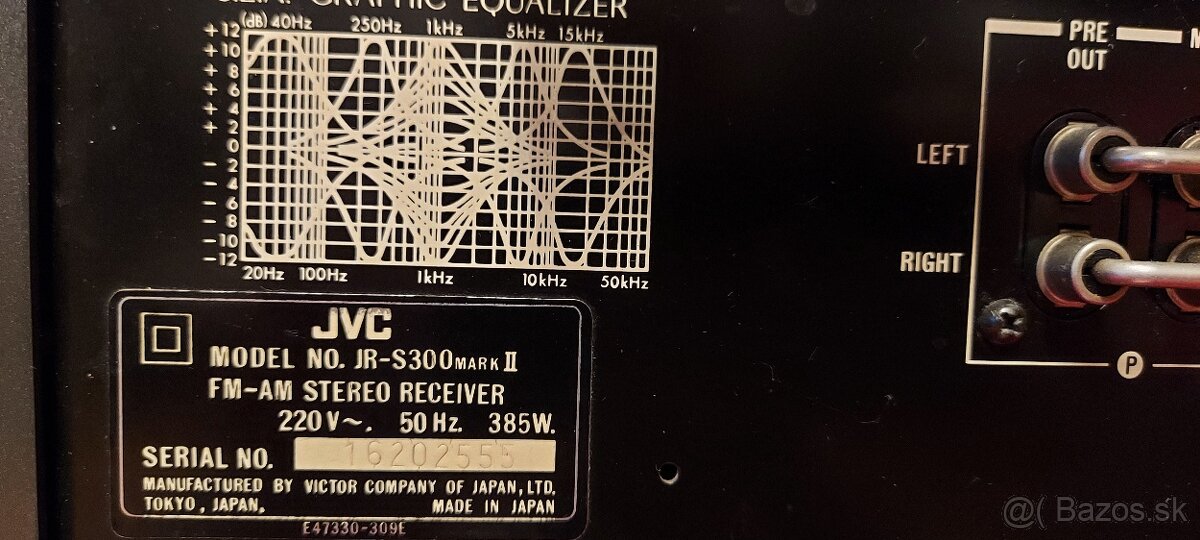 S.E.A. GRAPHIC EQUALIZER
(dB) 40Hz 250Hz 1kHz 5kHz 15kHz
+12
+10
+ 8
+ 6
+ 4
+ 2
0
− 2
− 4
− 6
− 8
−10
−12
20Hz 100Hz 1kHz 10kHz 50kHz
PRE
OUT
M
LEFT
RIGHT
P
JVC
MODEL NO. JR-S300 MARK II
FM-AM STEREO RECEIVER
220V~. 50Hz. 385W.
SERIAL NO. 16202555
MANUFACTURED BY VICTOR COMPANY OF JAPAN, LTD.
TOKYO, JAPAN, MADE IN JAPAN
E47330-309E
@( Bazos.sk